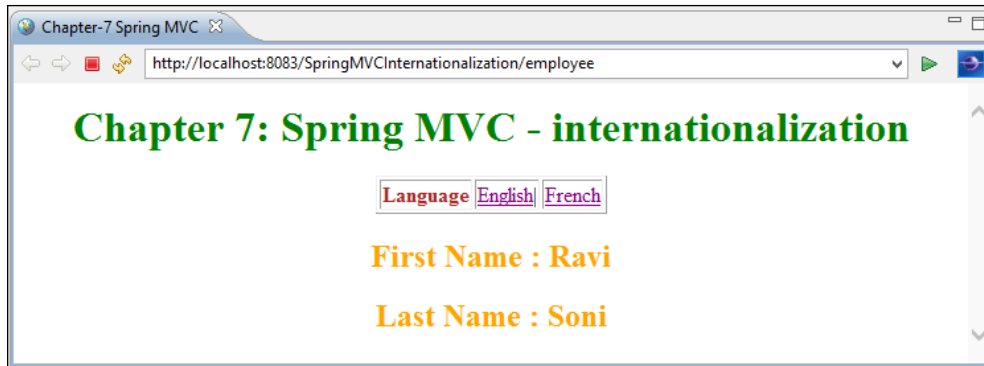 Chapter-7 Spring MVC
http://localhost:8083/SpringMVCInternationalization/employee
Chapter 7: Spring MVC - internationalization
Language English| French
First Name : Ravi
Last Name : Soni